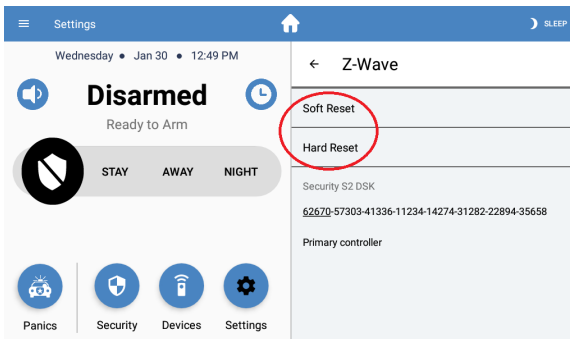 Settings
SLEEP
Wednesday ● Jan 30 ● 12:49 PM
Disarmed
Ready to Arm
STAY AWAY NIGHT
Panics Security Devices Settings
Z-Wave
Soft Reset
Hard Reset
Security S2 DSK
62670-57303-41336-11234-14274-31282-22894-35658
Primary controller